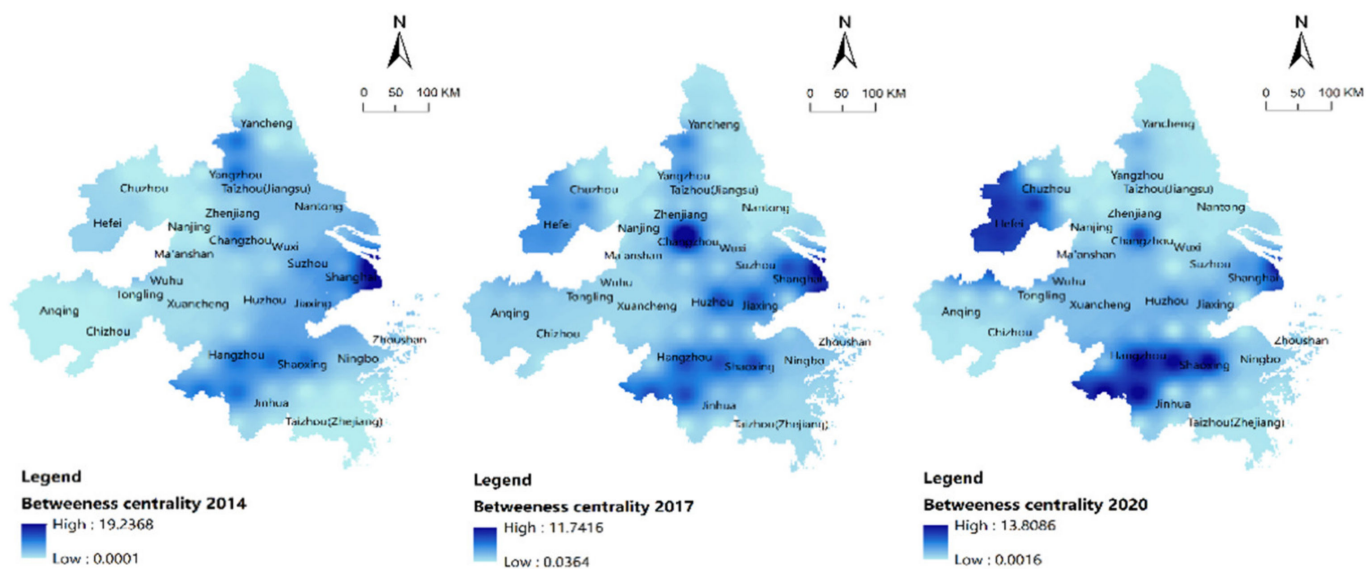 N
0 50 100 KM
Yancheng
Yangzhou
Chuzhou
Taizhou(Jiangsu)
Nantong
Zhenjiang
Hefei
Nanjing
Changzhou
Wuxi
Ma'anshan
Suzhou
Shanghai
Wuhu
Tongling
Xuancheng
Huzhou
Jiaxing
Anqing
Chizhou
Zhoushan
Hangzhou
Shaoxing
Ningbo
Jinhua
Taizhou(Zhejiang)
Legend
Betweeness centrality 2014
High : 19.2368
Low : 0.0001
N
0 50 100 KM
Yancheng
Yangzhou
Chuzhou
Taizhou(Jiangsu)
Nantong
Zhenjiang
Hefei
Nanjing
Changzhou
Wuxi
Ma'anshan
Suzhou
Shanghai
Wuhu
Tongling
Xuancheng
Huzhou
Jiaxing
Anqing
Chizhou
Zhoushan
Hangzhou
Shaoxing
Ningbo
Jinhua
Taizhou(Zhejiang)
Legend
Betweeness centrality 2017
High : 11.7416
Low : 0.0364
N
0 50 100 KM
Yancheng
Yangzhou
Chuzhou
Taizhou(Jiangsu)
Nantong
Zhenjiang
Hefei
Nanjing
Changzhou
Wuxi
Ma'anshan
Suzhou
Shanghai
Wuhu
Tongling
Xuancheng
Huzhou
Jiaxing
Anqing
Chizhou
Zhoushan
Hangzhou
Shaoxing
Ningbo
Jinhua
Taizhou(Zhejiang)
Legend
Betweeness centrality 2020
High : 13.8086
Low : 0.0016